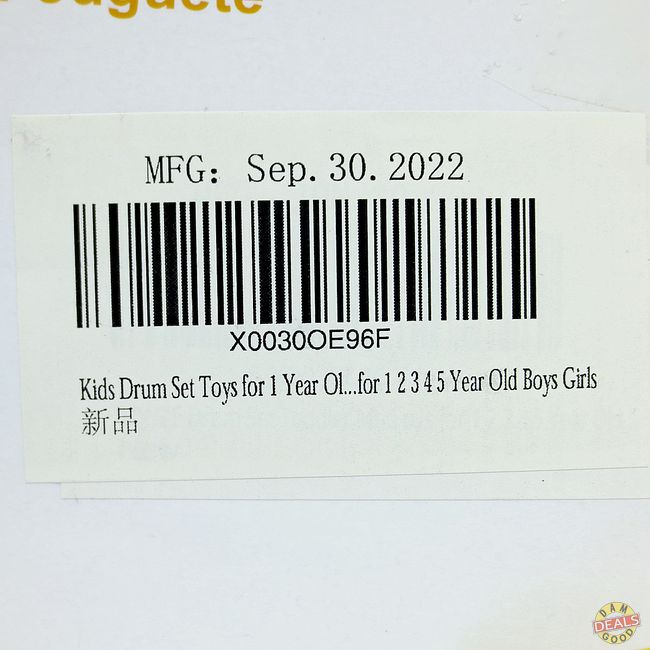 MFG: Sep.30.2022
X0030OE96F
Kids Drum Set Toys for 1 Year Ol...for 1 2 3 4 5 Year Old Boys Girls
新品
DAM
DEALS
GOOD